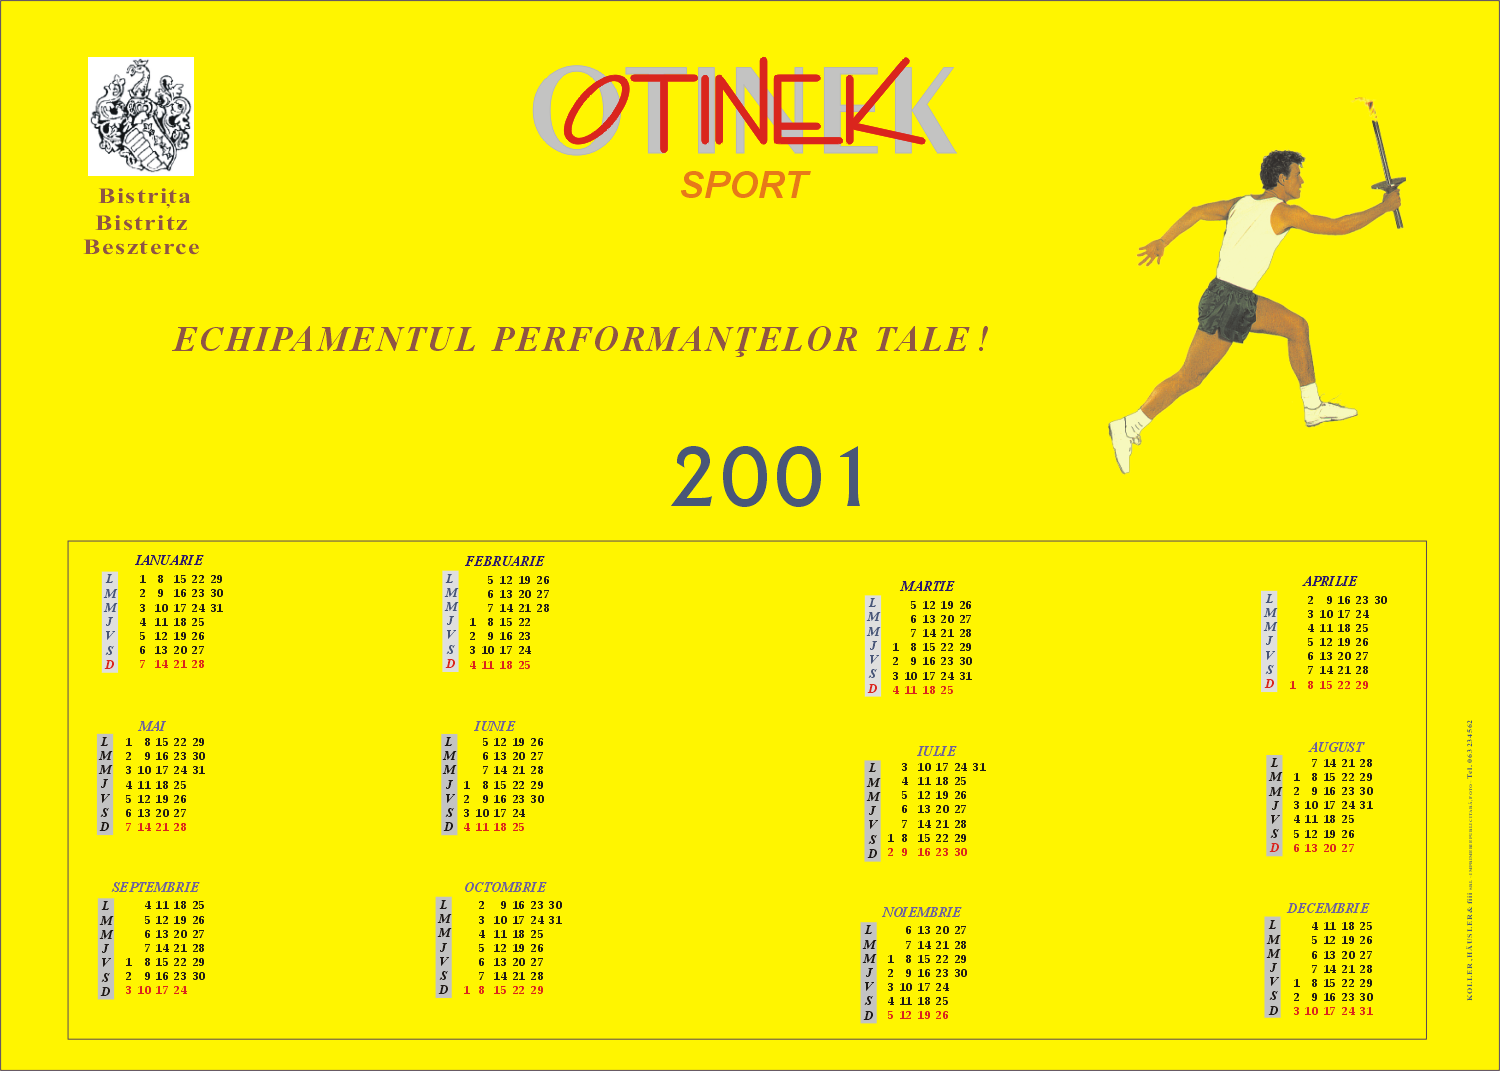 OTINEK
OTINEK
SPORT
Bistrița
Bistritz
Beszterce
ECHIPAMENTUL PERFORMANŢELOR TALE !
2001
IANUARIE
L 1 8 15 22 29
M 2 9 16 23 30
M 3 10 17 24 31
J 4 11 18 25
V 5 12 19 26
S 6 13 20 27
D 7 14 21 28
FEBRUARIE
L 5 12 19 26
M 6 13 20 27
M 7 14 21 28
J 1 8 15 22
V 2 9 16 23
S 3 10 17 24
D 4 11 18 25
MARTIE
L 5 12 19 26
M 6 13 20 27
M 7 14 21 28
J 1 8 15 22 29
V 2 9 16 23 30
S 3 10 17 24 31
D 4 11 18 25
APRILIE
L 2 9 16 23 30
M 3 10 17 24
M 4 11 18 25
J 5 12 19 26
V 6 13 20 27
S 7 14 21 28
D 1 8 15 22 29
MAI
L 1 8 15 22 29
M 2 9 16 23 30
M 3 10 17 24 31
J 4 11 18 25
V 5 12 19 26
S 6 13 20 27
D 7 14 21 28
IUNIE
L 5 12 19 26
M 6 13 20 27
M 7 14 21 28
J 1 8 15 22 29
V 2 9 16 23 30
S 3 10 17 24
D 4 11 18 25
IULIE
L 3 10 17 24 31
M 4 11 18 25
M 5 12 19 26
J 6 13 20 27
V 7 14 21 28
S 1 8 15 22 29
D 2 9 16 23 30
AUGUST
L 7 14 21 28
M 1 8 15 22 29
M 2 9 16 23 30
J 3 10 17 24 31
V 4 11 18 25
S 5 12 19 26
D 6 13 20 27
SEPTEMBRIE
L 4 11 18 25
M 5 12 19 26
M 6 13 20 27
J 7 14 21 28
V 1 8 15 22 29
S 2 9 16 23 30
D 3 10 17 24
OCTOMBRIE
L 2 9 16 23 30
M 3 10 17 24 31
M 4 11 18 25
J 5 12 19 26
V 6 13 20 27
S 7 14 21 28
D 1 8 15 22 29
NOIEMBRIE
L 6 13 20 27
M 7 14 21 28
M 1 8 15 22 29
J 2 9 16 23 30
V 3 10 17 24
S 4 11 18 25
D 5 12 19 26
DECEMBRIE
L 4 11 18 25
M 5 12 19 26
M 6 13 20 27
J 7 14 21 28
V 1 8 15 22 29
S 2 9 16 23 30
D 3 10 17 24 31
KOLLER ,HÄUSLER & fiii SRL - Tel. 063 234562